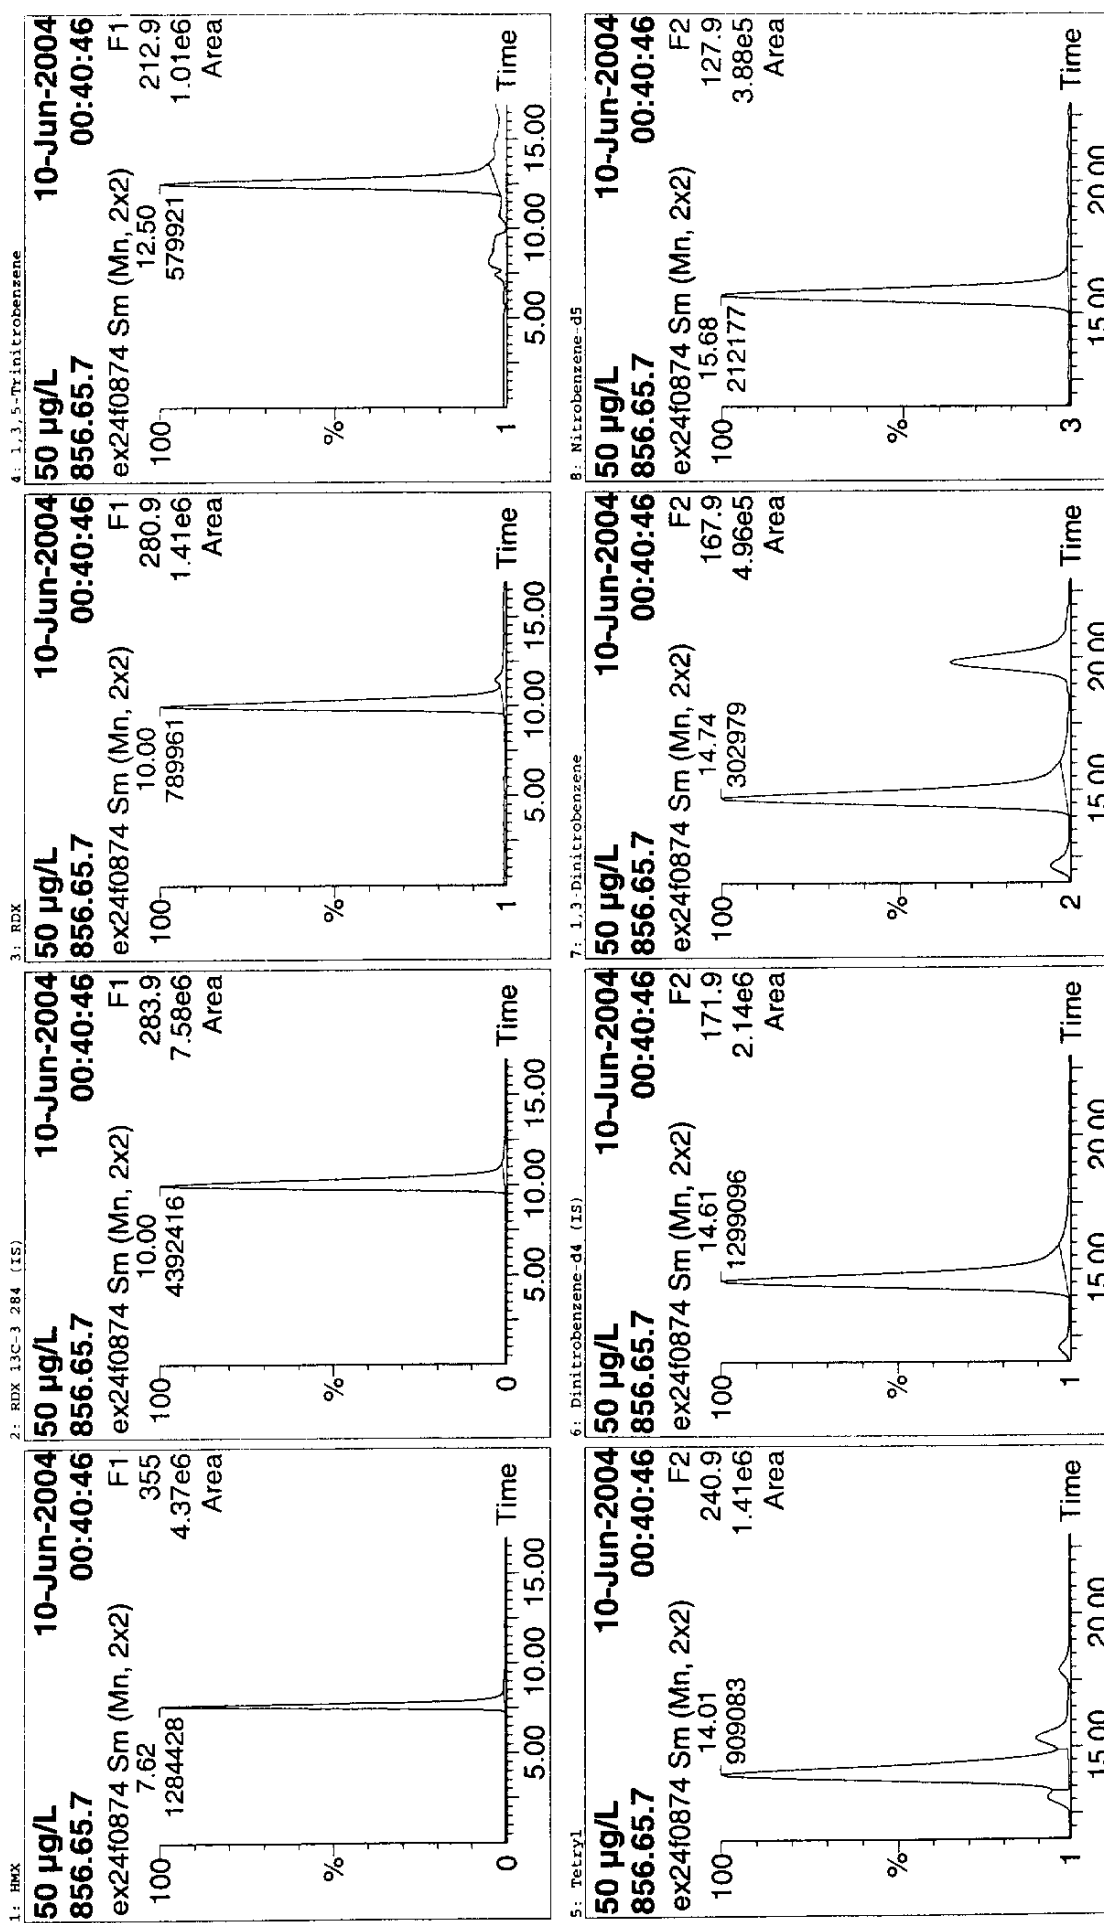 1: HMX
50 µg/L 10-Jun-2004
856.65.7 00:40:46
ex24f0874 Sm (Mn, 2x2) F1
7.62 355
1284428 4.37e6
Area
100
%
0
5.00 10.00 15.00 Time
2: RDX 13C-3 284 (IS)
50 µg/L 10-Jun-2004
856.65.7 00:40:46
ex24f0874 Sm (Mn, 2x2) F1
10.00 283.9
4392416 7.58e6
Area
100
%
0
5.00 10.00 15.00 Time
3: RDX
50 µg/L 10-Jun-2004
856.65.7 00:40:46
ex24f0874 Sm (Mn, 2x2) F1
10.00 280.9
789961 1.41e6
Area
100
%
1
5.00 10.00 15.00 Time
4: 1,3,5-Trinitrobenzene
50 µg/L 10-Jun-2004
856.65.7 00:40:46
ex24f0874 Sm (Mn, 2x2) F1
12.50 212.9
579921 1.01e6
Area
100
%
1
5.00 10.00 15.00 Time
5: Tetryl
50 µg/L 10-Jun-2004
856.65.7 00:40:46
ex24f0874 Sm (Mn, 2x2) F2
14.01 240.9
909083 1.41e6
Area
100
%
1
15.00 20.00 Time
6: Dinitrobenzene-d4 (IS)
50 µg/L 10-Jun-2004
856.65.7 00:40:46
ex24f0874 Sm (Mn, 2x2) F2
14.61 171.9
1299096 2.14e6
Area
100
%
1
15.00 20.00 Time
7: 1,3-Dinitrobenzene
50 µg/L 10-Jun-2004
856.65.7 00:40:46
ex24f0874 Sm (Mn, 2x2) F2
14.74 167.9
302979 4.96e5
Area
100
%
2
15.00 20.00 Time
8: Nitrobenzene-d5
50 µg/L 10-Jun-2004
856.65.7 00:40:46
ex24f0874 Sm (Mn, 2x2) F2
15.68 127.9
212177 3.88e5
Area
100
%
3
15.00 20.00 Time